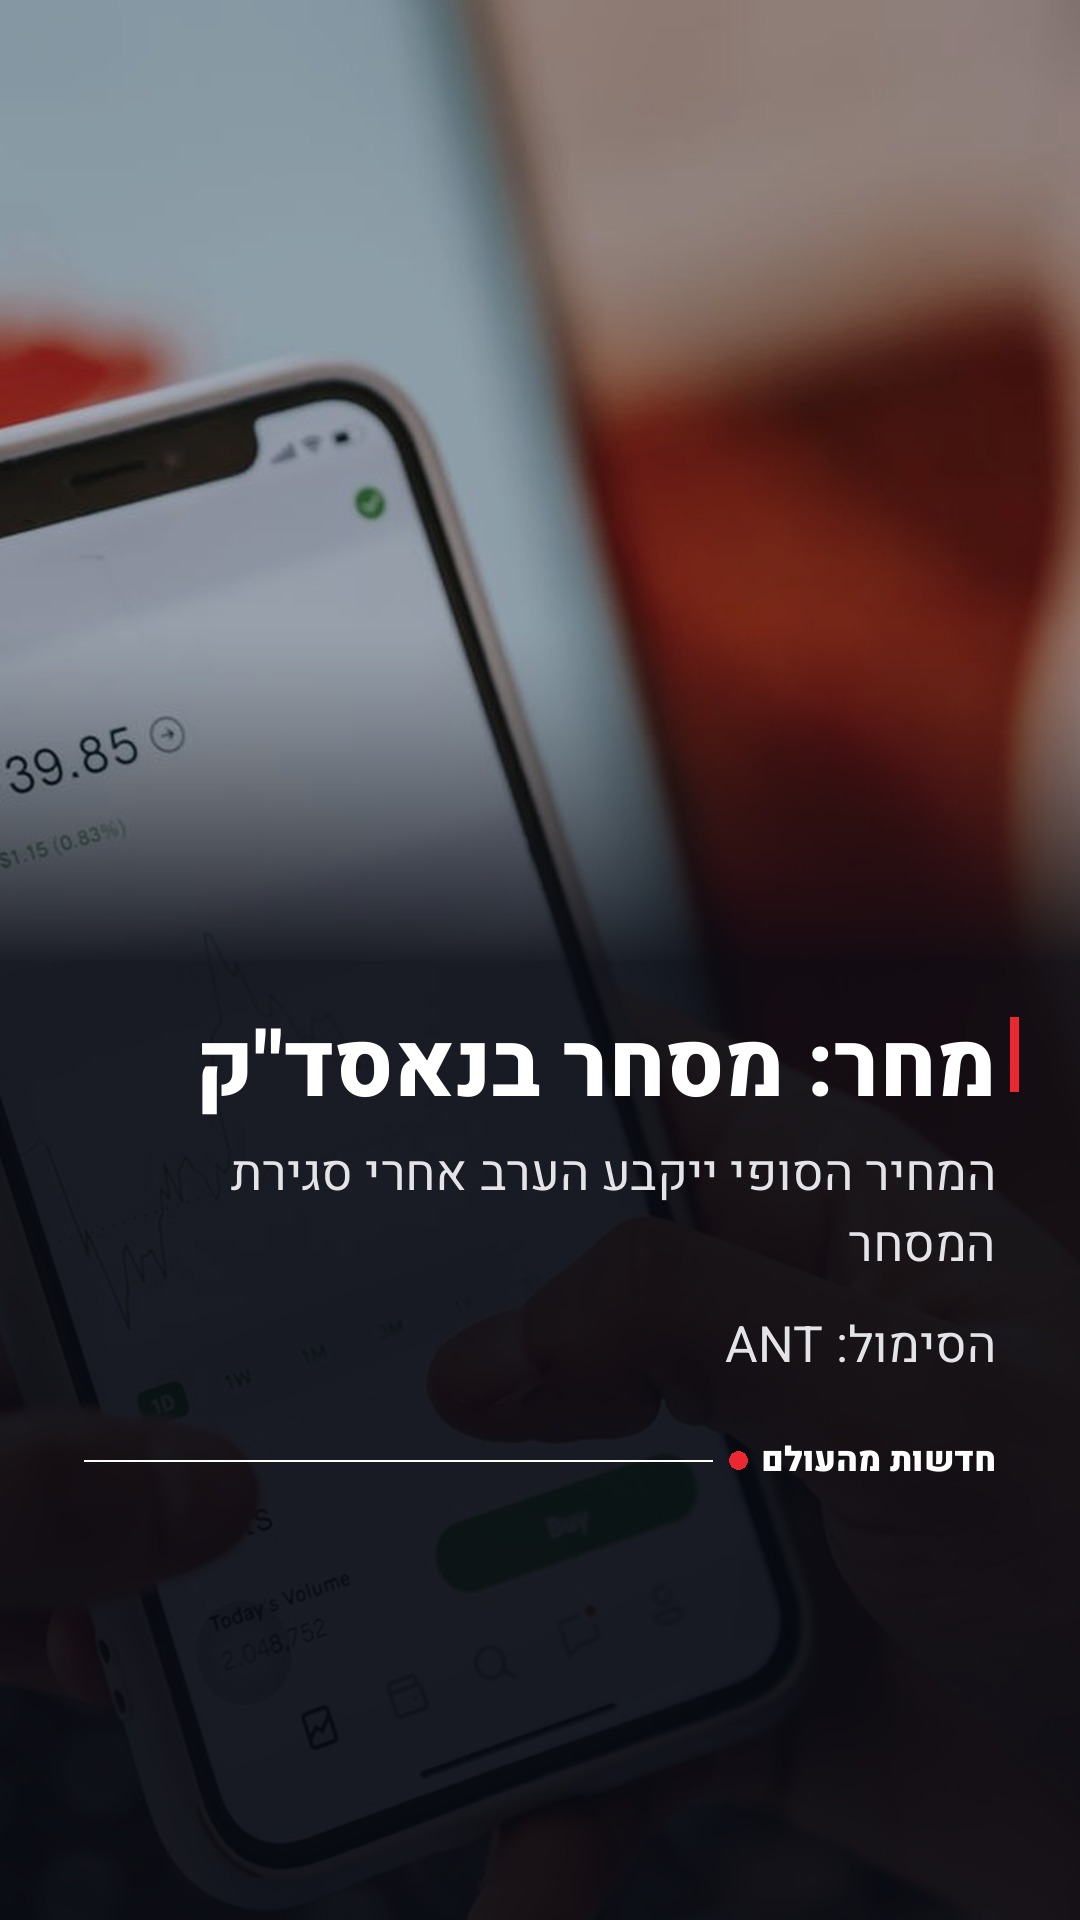 39.85
$1.15 (0.83%)
מחר: מסחר בנאסד"ק
המחיר הסופי ייקבע הערב אחרי סגירת
המסחר
הסימול: ANT
1D
1W
1M
3M
1Y
חדשות מהעולם
Buy
Today's Volume
2.048,752